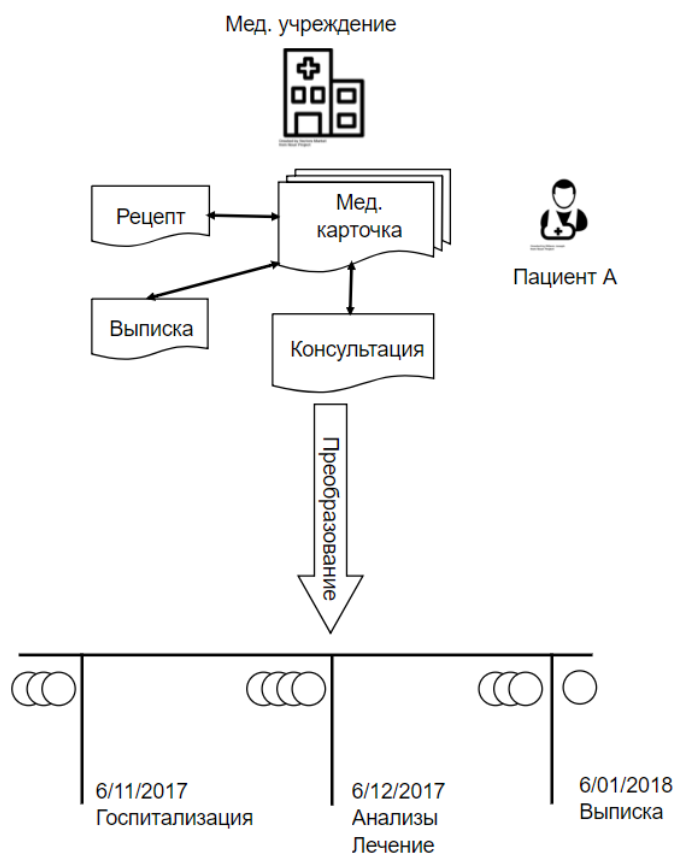 Мед. учреждение
Рецепт
Мед.
карточка
Пациент А
Выписка
Консультация
Преобразование
6/11/2017
Госпитализация
6/12/2017
Анализы
Лечение
6/01/2018
Выписка